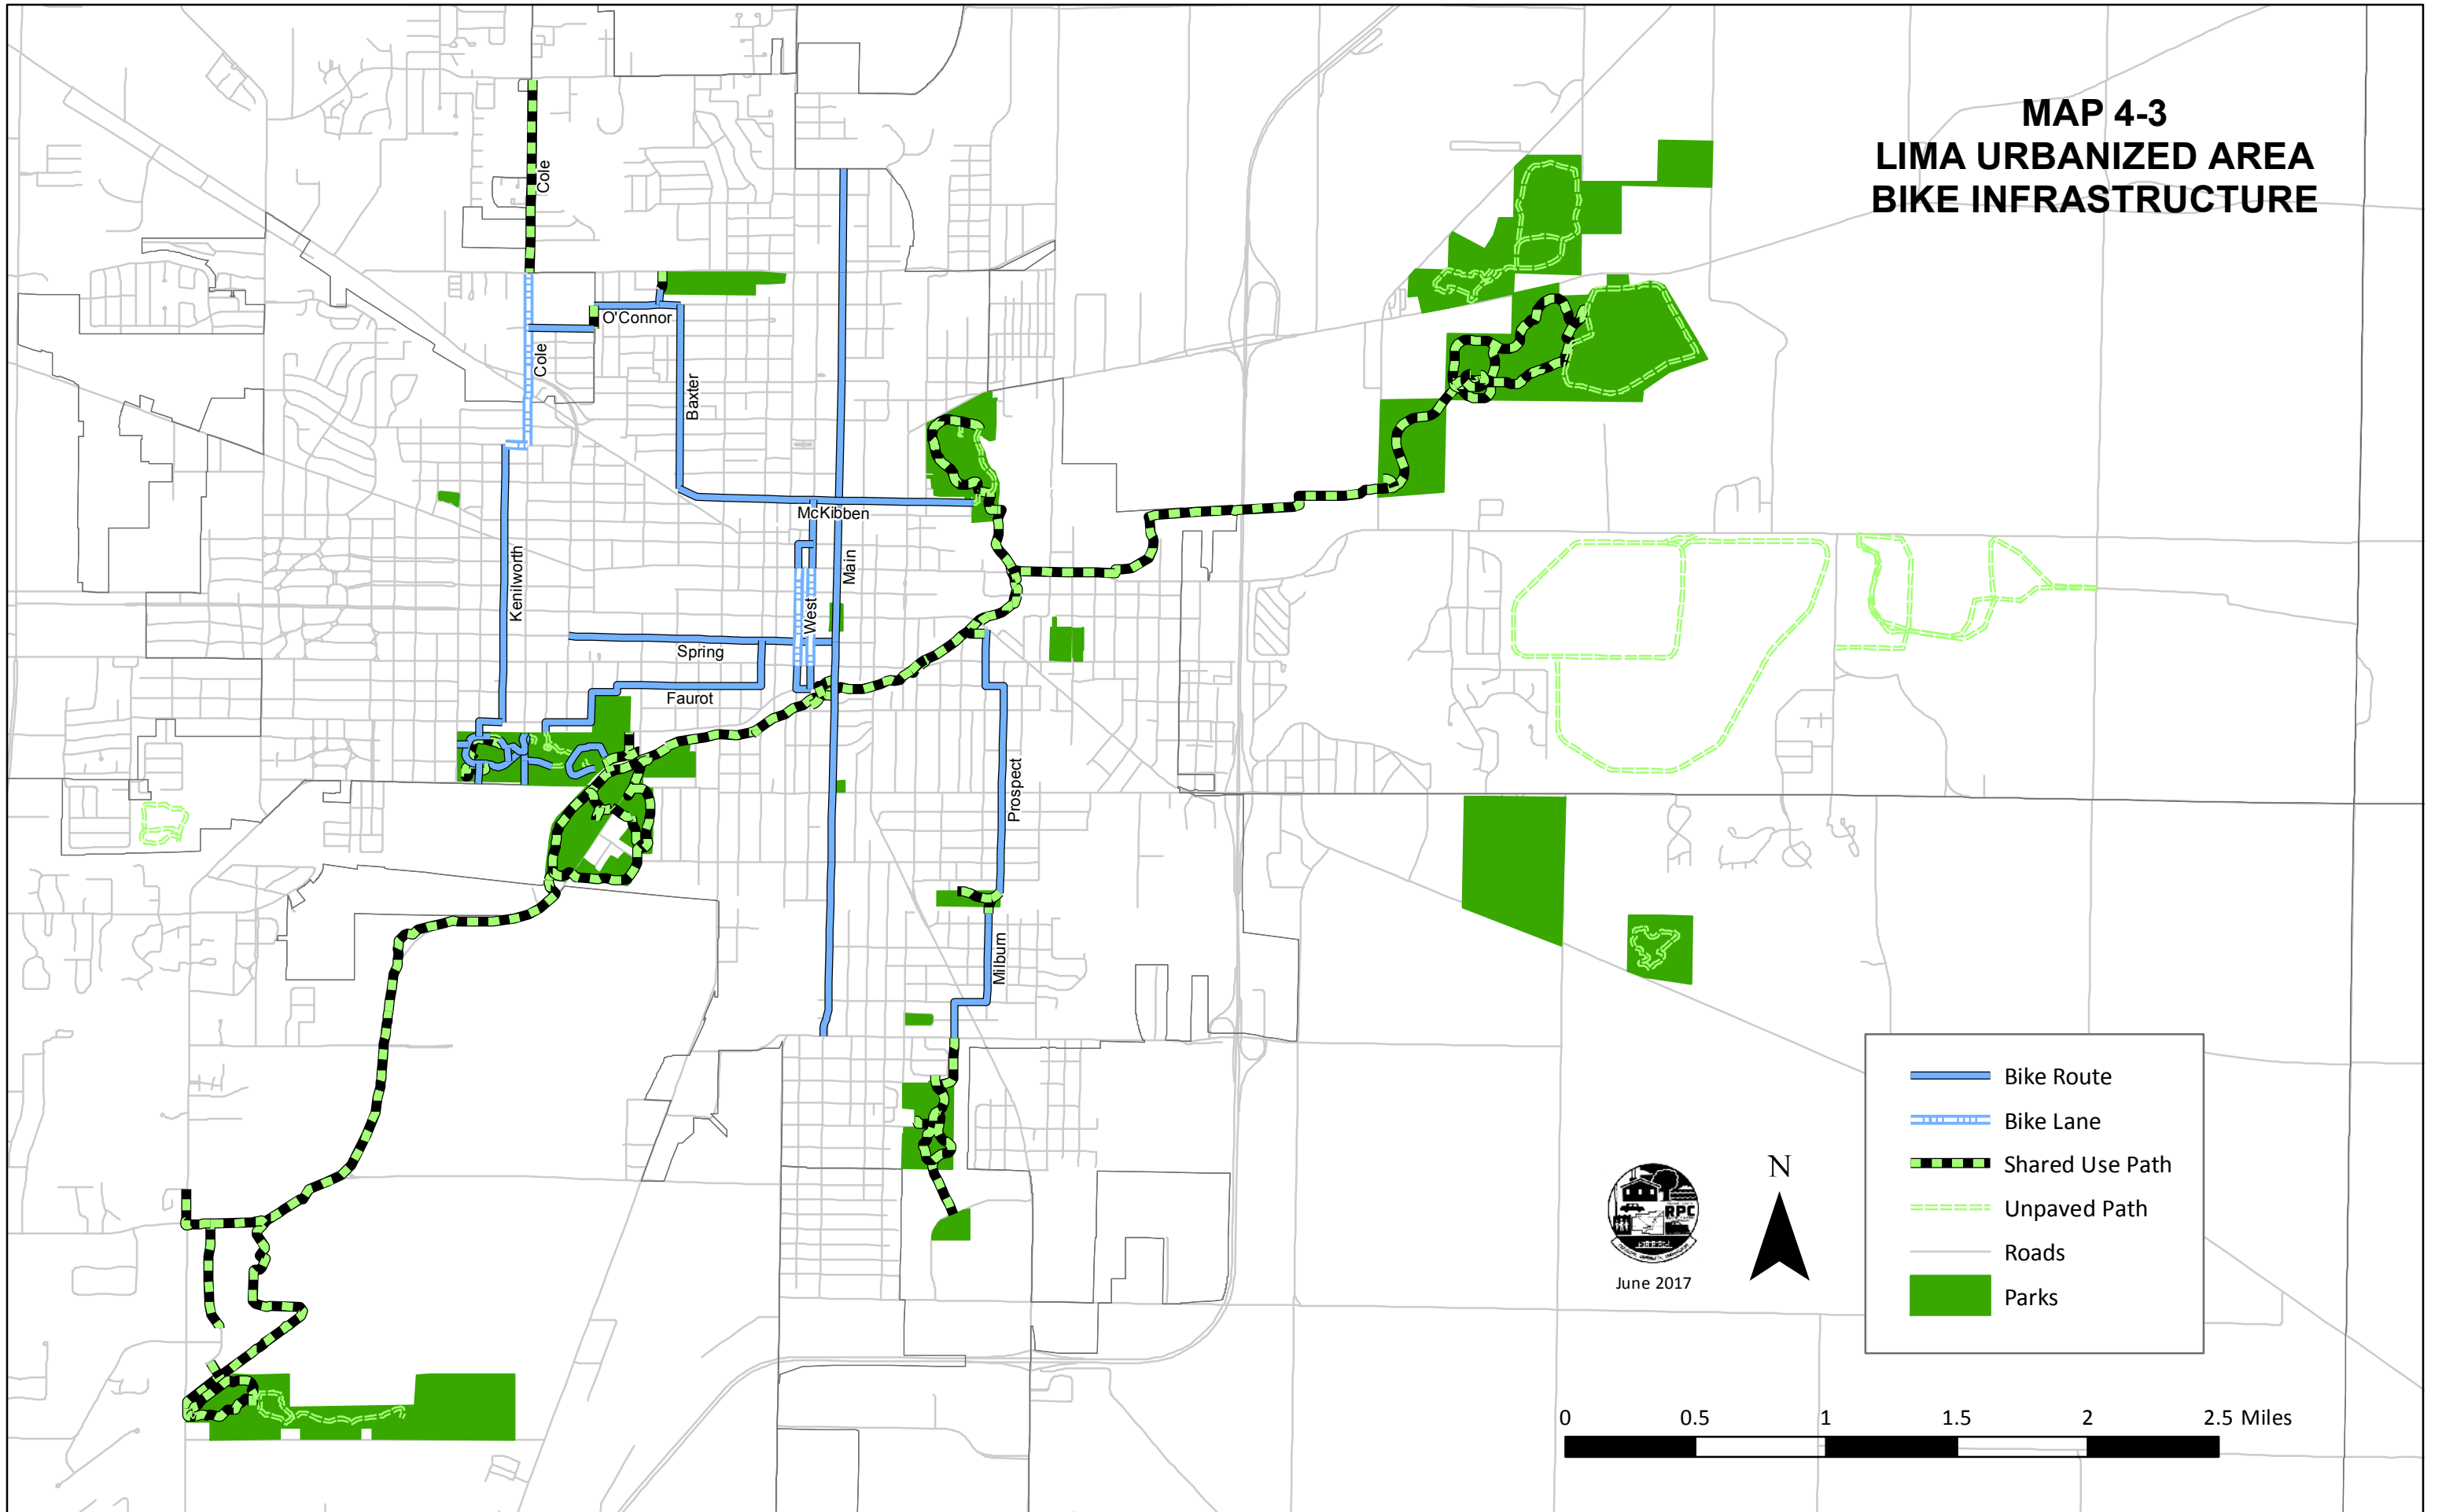 MAP 4-3
LIMA URBANIZED AREA
BIKE INFRASTRUCTURE
Cole
O'Connor
Cole
Baxter
McKibben
Main
Kenilworth
West
Spring
Faurot
Prospect
Milburn
Bike Route
Bike Lane
Shared Use Path
Unpaved Path
Roads
Parks
N
RPC
June 2017
0 0.5 1 1.5 2 2.5 Miles